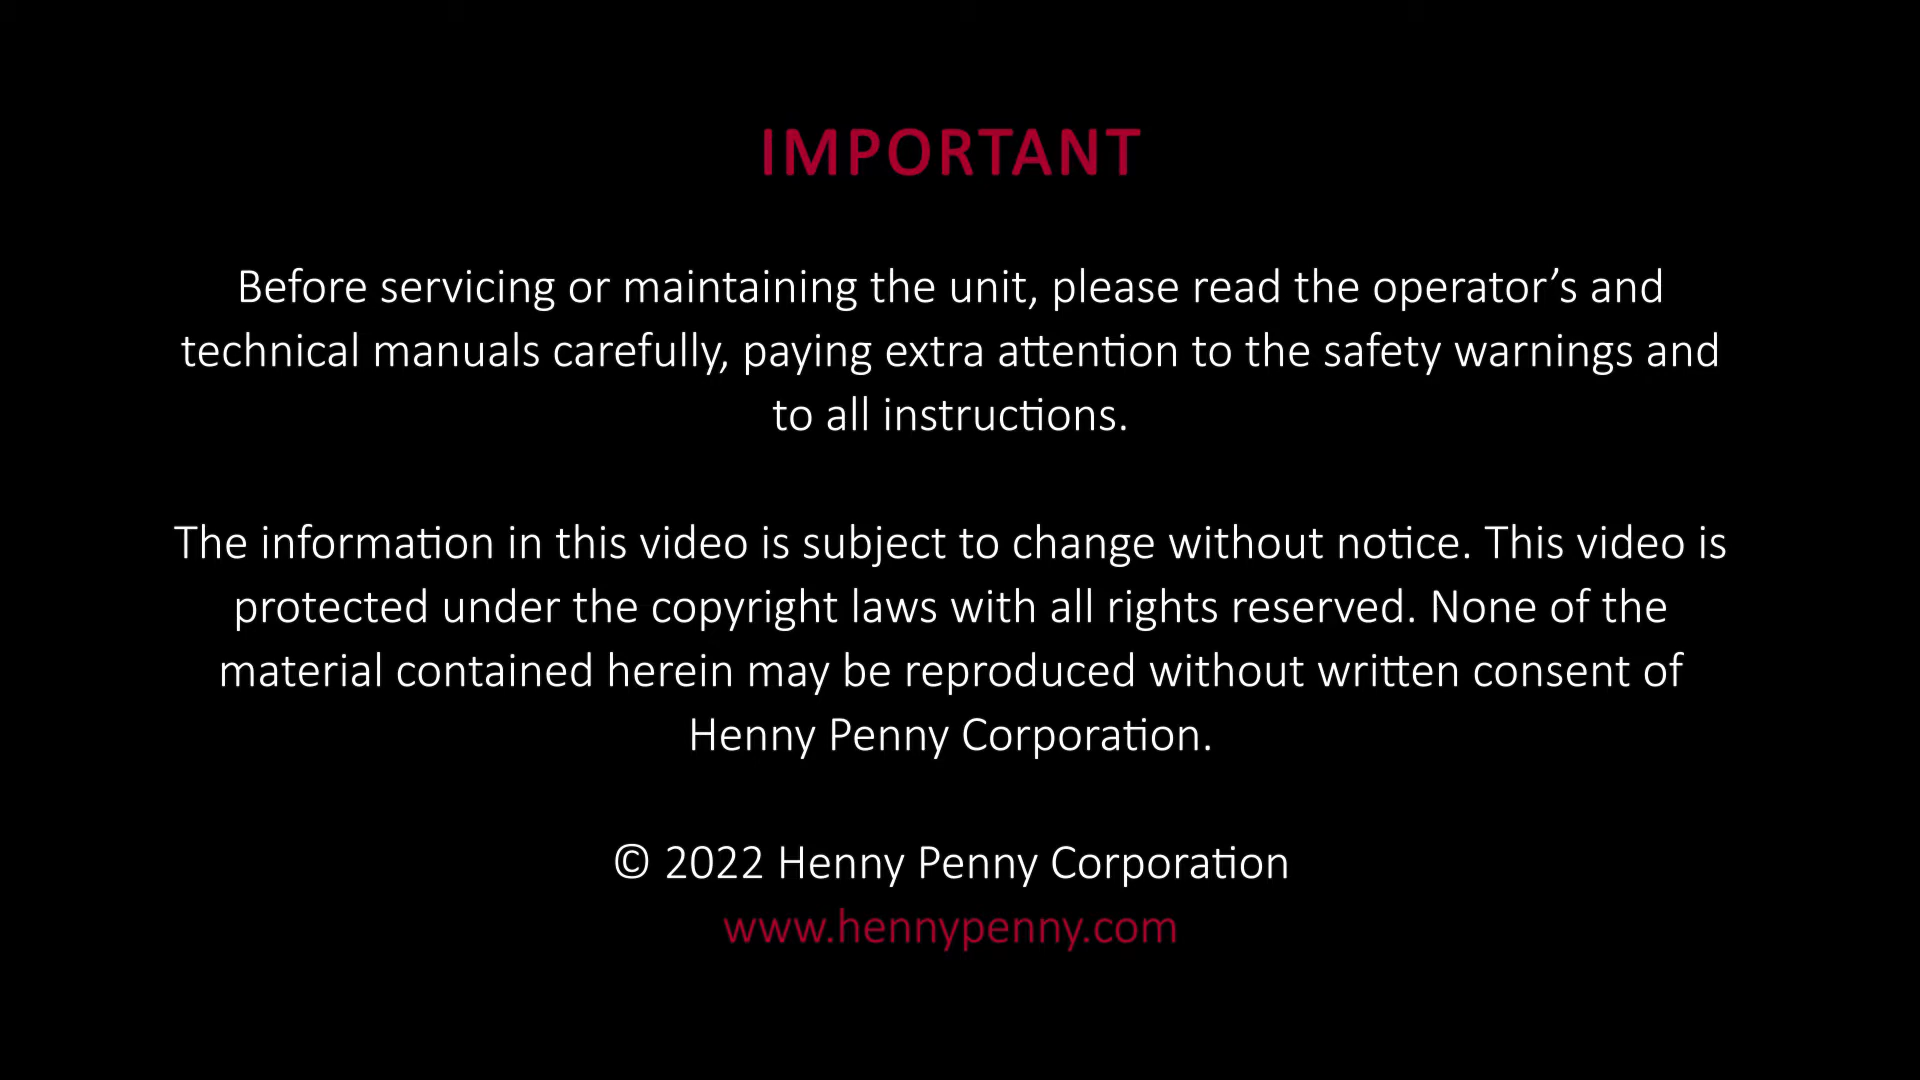 IMPORTANT
Before servicing or maintaining the unit, please read the operator’s and
technical manuals carefully, paying extra attention to the safety warnings and
to all instructions.
The information in this video is subject to change without notice. This video is
protected under the copyright laws with all rights reserved. None of the
material contained herein may be reproduced without written consent of
Henny Penny Corporation.
© 2022 Henny Penny Corporation
www.hennypenny.com